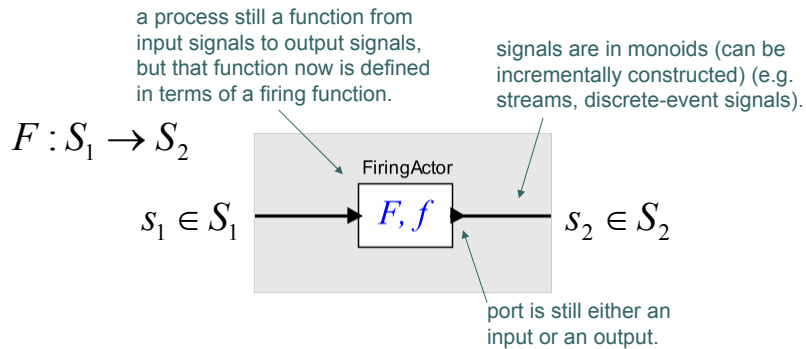 a process still a function from
input signals to output signals,
but that function now is defined
in terms of a firing function.
signals are in monoids (can be
incrementally constructed) (e.g.
streams, discrete-event signals).
F : S₁ → S₂
FiringActor
s₁ ∈ S₁
F, f
s₂ ∈ S₂
port is still either an
input or an output.